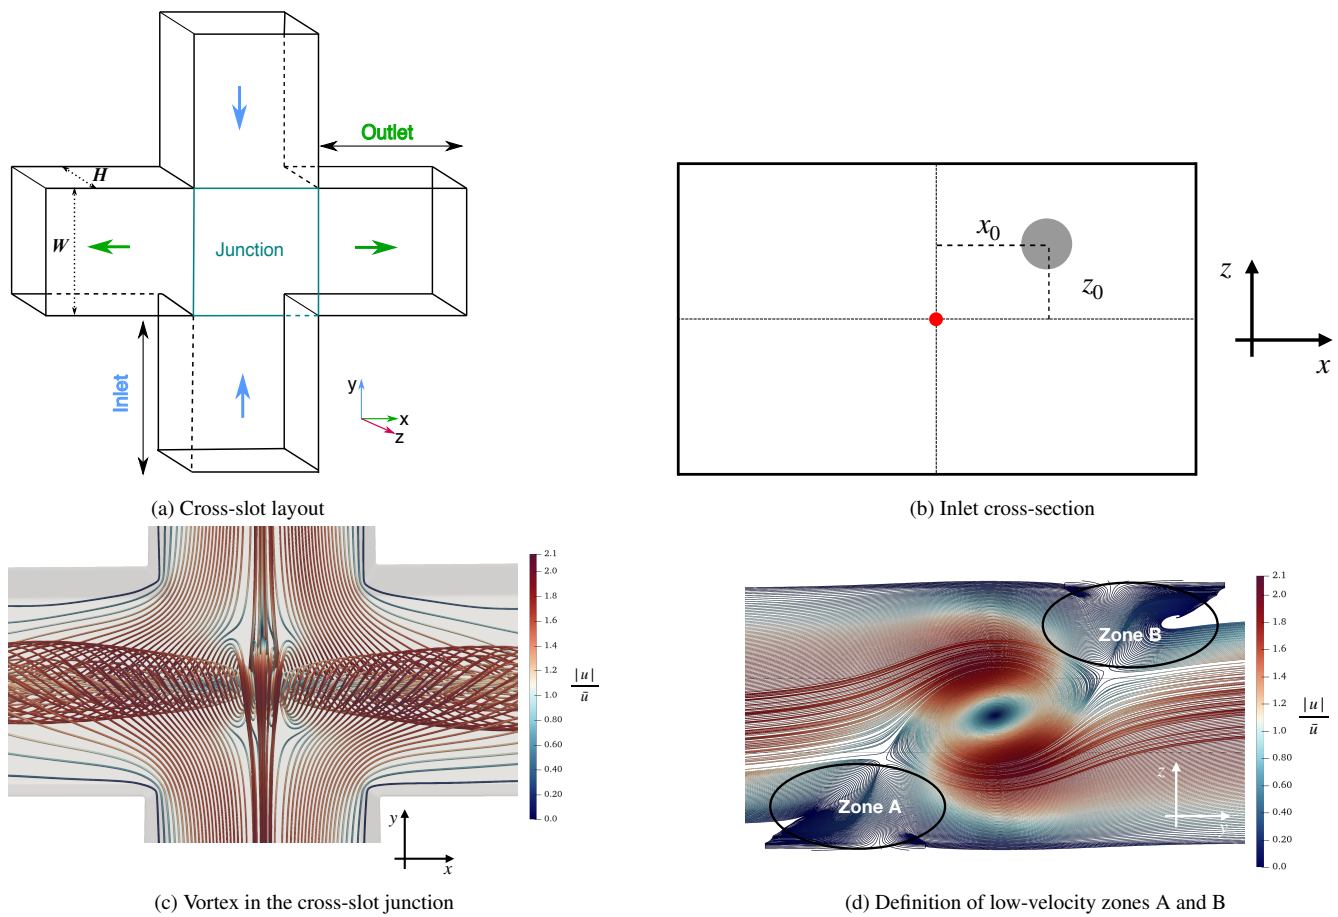 Outlet
H
W
Junction
Inlet
y
x
z
(a) Cross-slot layout
x0
z0
z
x
(b) Inlet cross-section
2.1
2.0
1.8
1.6
1.4
1.2
1.0
0.80
0.60
0.40
0.20
0.0
|u|
ū
y
x
(c) Vortex in the cross-slot junction
Zone B
Zone A
z
y
2.1
2.0
1.8
1.6
1.4
1.2
1.0
0.80
0.60
0.40
0.20
0.0
|u|
ū
(d) Definition of low-velocity zones A and B